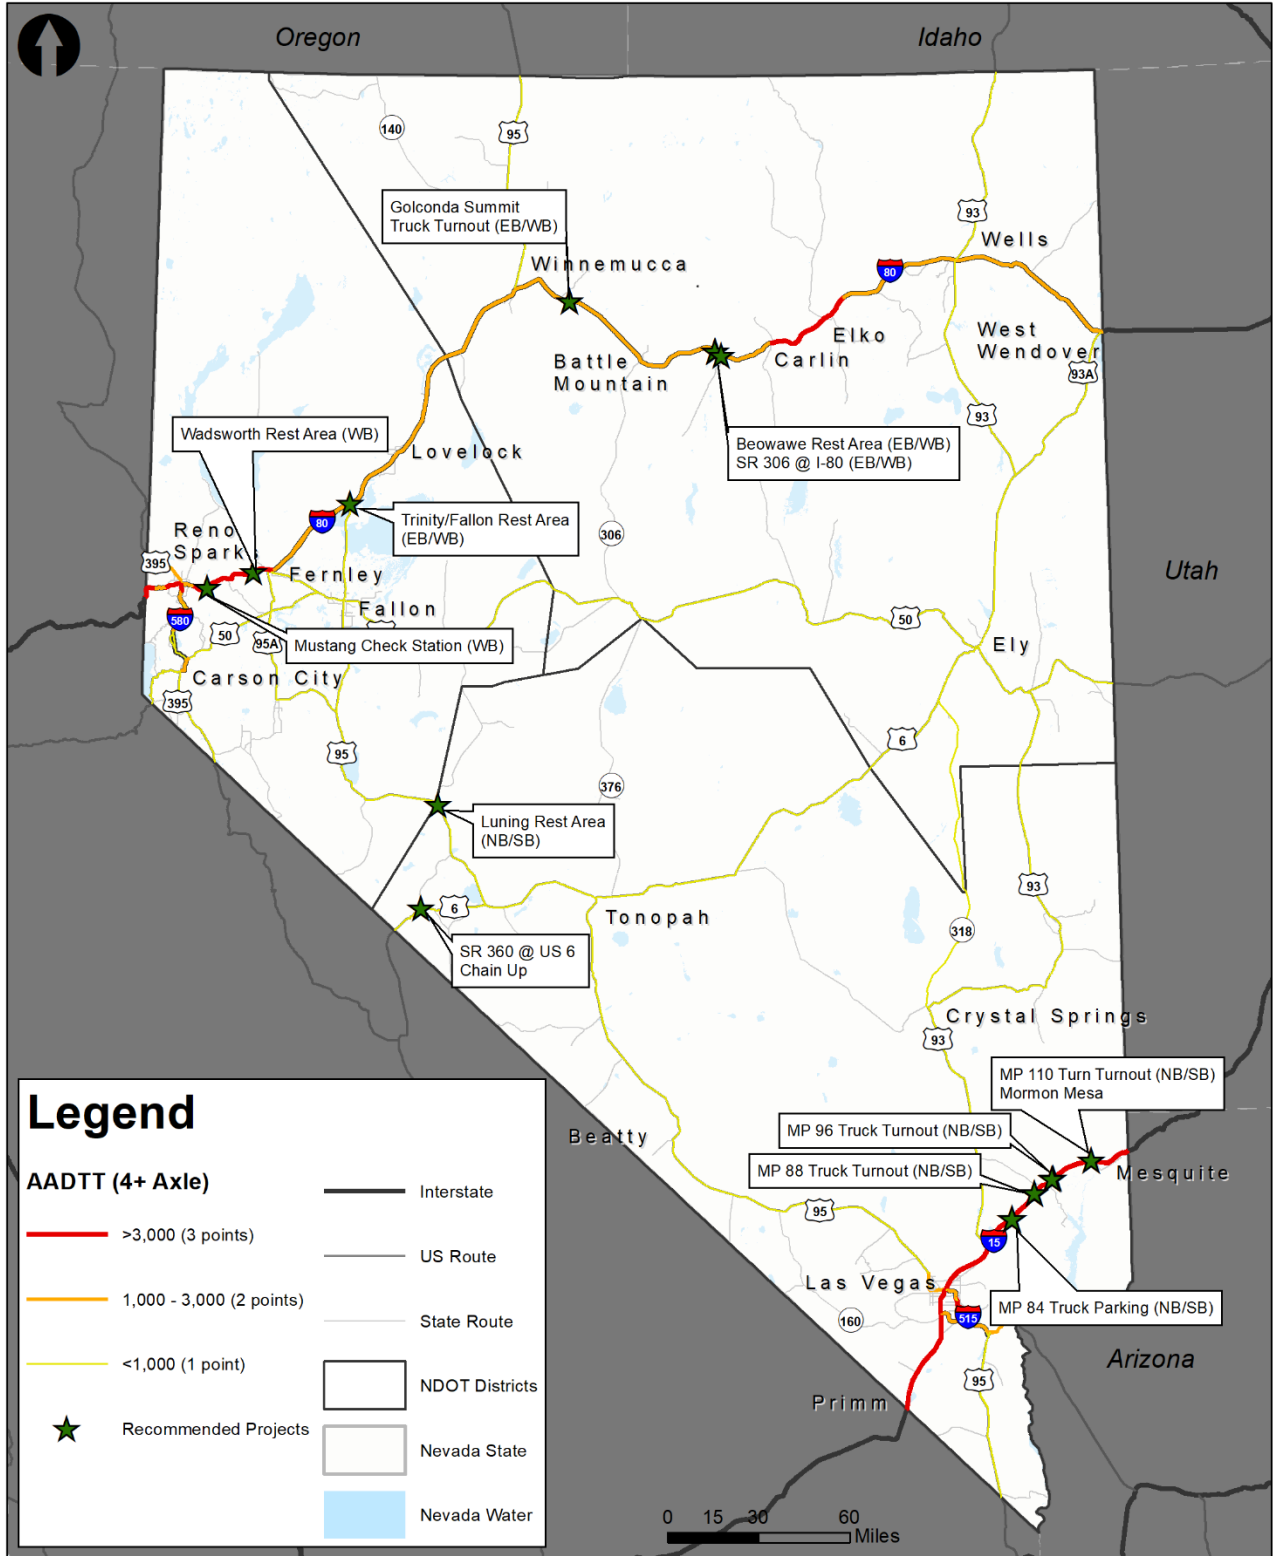 Oregon
Idaho
140
95
Golconda Summit
Truck Turnout (EB/WB)
93
Wells
Winnemucca
80
West
Wendover
Elko
Carlin
Battle
Mountain
93A
93
Wadsworth Rest Area (WB)
Beowawe Rest Area (EB/WB)
SR 306 @ I-80 (EB/WB)
Lovelock
Trinity/Fallon Rest Area
(EB/WB)
80
306
Reno
Sparks
395
Fernley
Utah
Fallon
580
50
95A
50
Mustang Check Station (WB)
Ely
Carson City
395
95
6
376
Luning Rest Area
(NB/SB)
93
6
Tonopah
318
SR 360 @ US 6
Chain Up
Crystal Springs
93
MP 110 Turn Turnout (NB/SB)
Mormon Mesa
Beatty
MP 96 Truck Turnout (NB/SB)
MP 88 Truck Turnout (NB/SB)
Mesquite
95
15
Las Vegas
MP 84 Truck Parking (NB/SB)
160
515
Arizona
95
Primm
Legend
AADTT (4+ Axle)
>3,000 (3 points)
1,000 - 3,000 (2 points)
<1,000 (1 point)
Recommended Projects
Interstate
US Route
State Route
NDOT Districts
Nevada State
Nevada Water
0 15 30 60
Miles